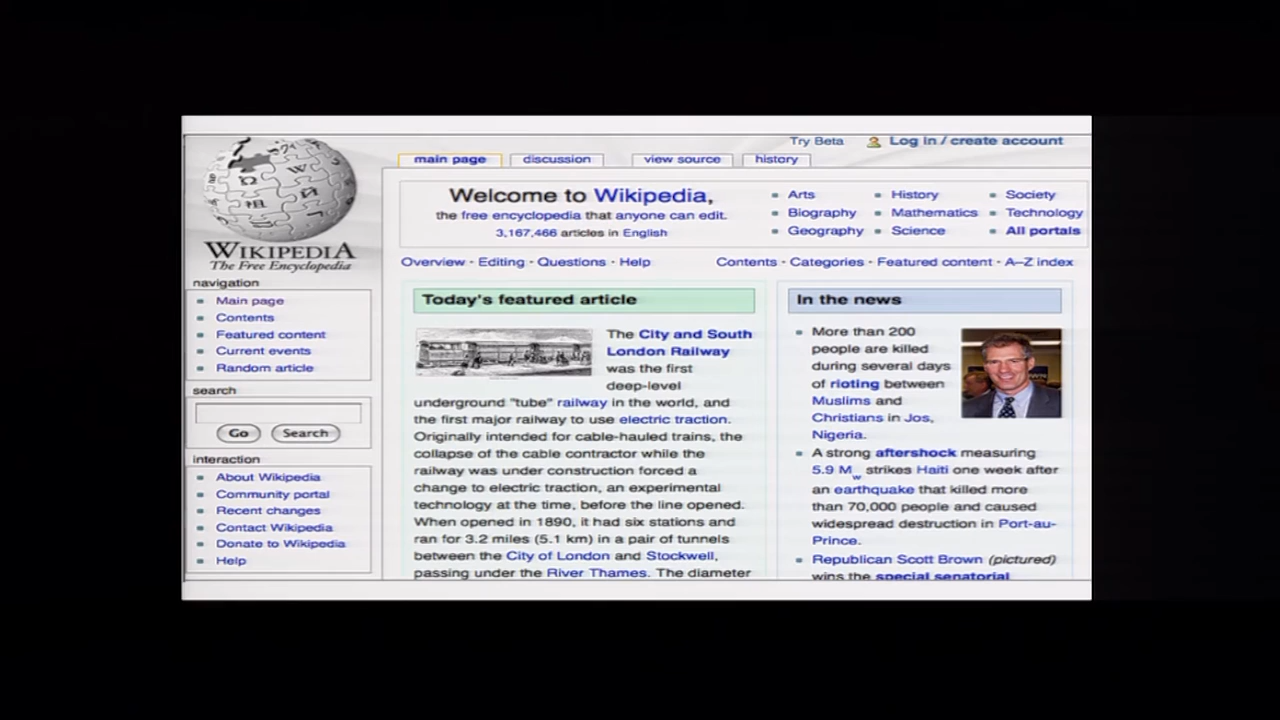 Try Beta Log in / create account
main page discussion view source history
WIKIPEDIA
The Free Encyclopedia
navigation
Main page
Contents
Featured content
Current events
Random article
search
Go Search
interaction
About Wikipedia
Community portal
Recent changes
Contact Wikipedia
Donate to Wikipedia
Help
Welcome to Wikipedia,
the free encyclopedia that anyone can edit.
3,167,466 articles in English
Arts History Society
Biography Mathematics Technology
Geography Science All portals
Overview · Editing · Questions · Help
Contents · Categories · Featured content · A–Z index
Today's featured article
The City and South
London Railway
was the first
deep-level
underground "tube" railway in the world, and
the first major railway to use electric traction.
Originally intended for cable-hauled trains, the
collapse of the cable contractor while the
railway was under construction forced a
change to electric traction, an experimental
technology at the time, before the line opened.
When opened in 1890, it had six stations and
ran for 3.2 miles (5.1 km) in a pair of tunnels
between the City of London and Stockwell,
passing under the River Thames. The diameter
In the news
More than 200
people are killed
during several days
of rioting between
Muslims and
Christians in Jos,
Nigeria.
A strong aftershock measuring
5.9 Mw strikes Haiti one week after
an earthquake that killed more
than 70,000 people and caused
widespread destruction in Port-au-
Prince.
Republican Scott Brown (pictured)
wins the special senatorial